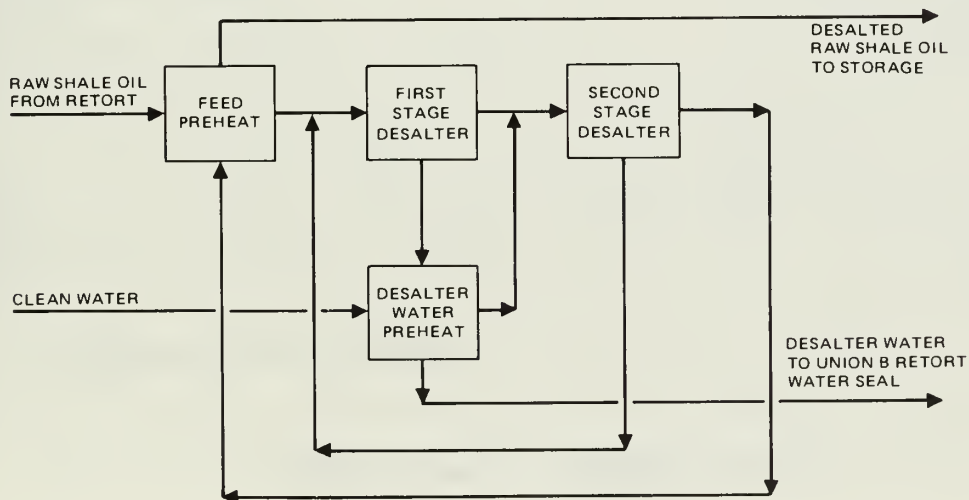 DESALTED
RAW SHALE OIL
TO STORAGE
RAW SHALE OIL
FROM RETORT
FEED
PREHEAT
FIRST
STAGE
DESALTER
SECOND
STAGE
DESALTER
CLEAN WATER
DESALTER
WATER
PREHEAT
DESALTER WATER
TO UNION B RETORT
WATER SEAL